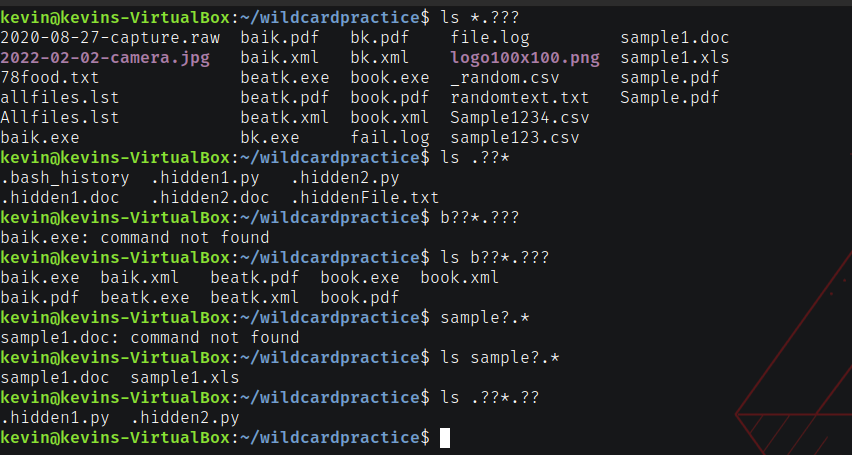 kevin@kevins-VirtualBox:~/wildcardpractice$ ls *.???
2020-08-27-capture.raw  baik.pdf   bk.pdf    file.log           sample1.doc
2022-02-02-camera.jpg   baik.xml   bk.xml    logo100x100.png    sample1.xls
78food.txt              beatk.exe  book.exe  _random.csv        sample.pdf
allfiles.lst            beatk.pdf  book.pdf  randomtext.txt     Sample.pdf
Allfiles.lst            beatk.xml  book.xml  Sample1234.csv
baik.exe                bk.exe     fail.log  sample123.csv
kevin@kevins-VirtualBox:~/wildcardpractice$ ls .??*
.bash_history  .hidden1.py   .hidden2.py
.hidden1.doc   .hidden2.doc  .hiddenFile.txt
kevin@kevins-VirtualBox:~/wildcardpractice$ b??*.???
baik.exe: command not found
kevin@kevins-VirtualBox:~/wildcardpractice$ ls b??*.???
baik.exe  baik.xml   beatk.pdf  book.exe  book.xml
baik.pdf  beatk.exe  beatk.xml  book.pdf
kevin@kevins-VirtualBox:~/wildcardpractice$ sample?.*
sample1.doc: command not found
kevin@kevins-VirtualBox:~/wildcardpractice$ ls sample?.*
sample1.doc  sample1.xls
kevin@kevins-VirtualBox:~/wildcardpractice$ ls .??*.??
.hidden1.py  .hidden2.py
kevin@kevins-VirtualBox:~/wildcardpractice$